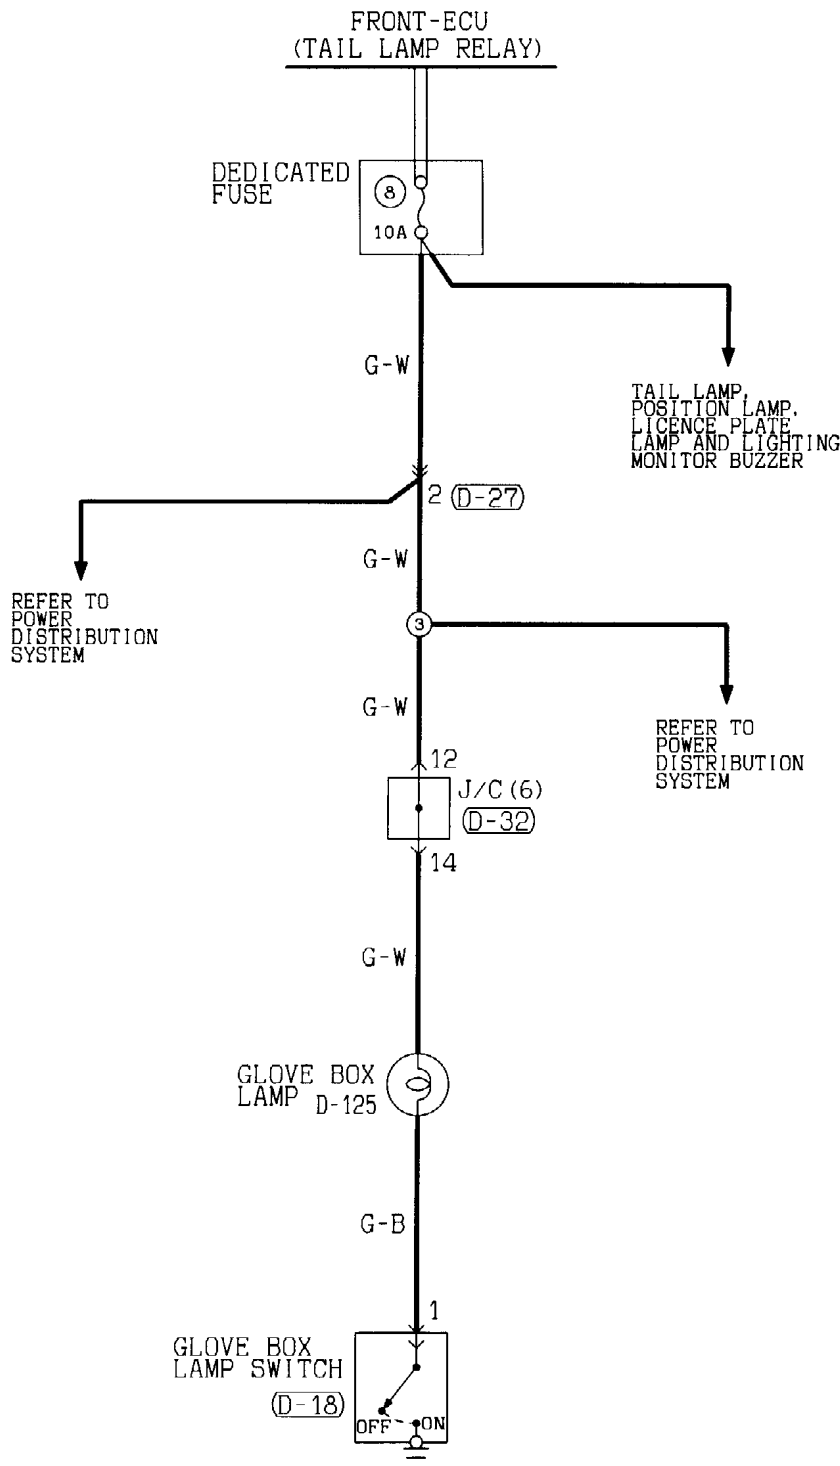 FRONT-ECU
(TAIL LAMP RELAY)
DEDICATED
FUSE
8
10A
G-W
TAIL LAMP,
POSITION LAMP,
LICENCE PLATE
LAMP AND LIGHTING
MONITOR BUZZER
2 (D-27)
G-W
REFER TO
POWER
DISTRIBUTION
SYSTEM
3
G-W
REFER TO
POWER
DISTRIBUTION
SYSTEM
12
J/C (6)
(D-32)
14
G-W
GLOVE BOX
LAMP D-125
G-B
1
GLOVE BOX
LAMP SWITCH
(D-18)
OFF ON